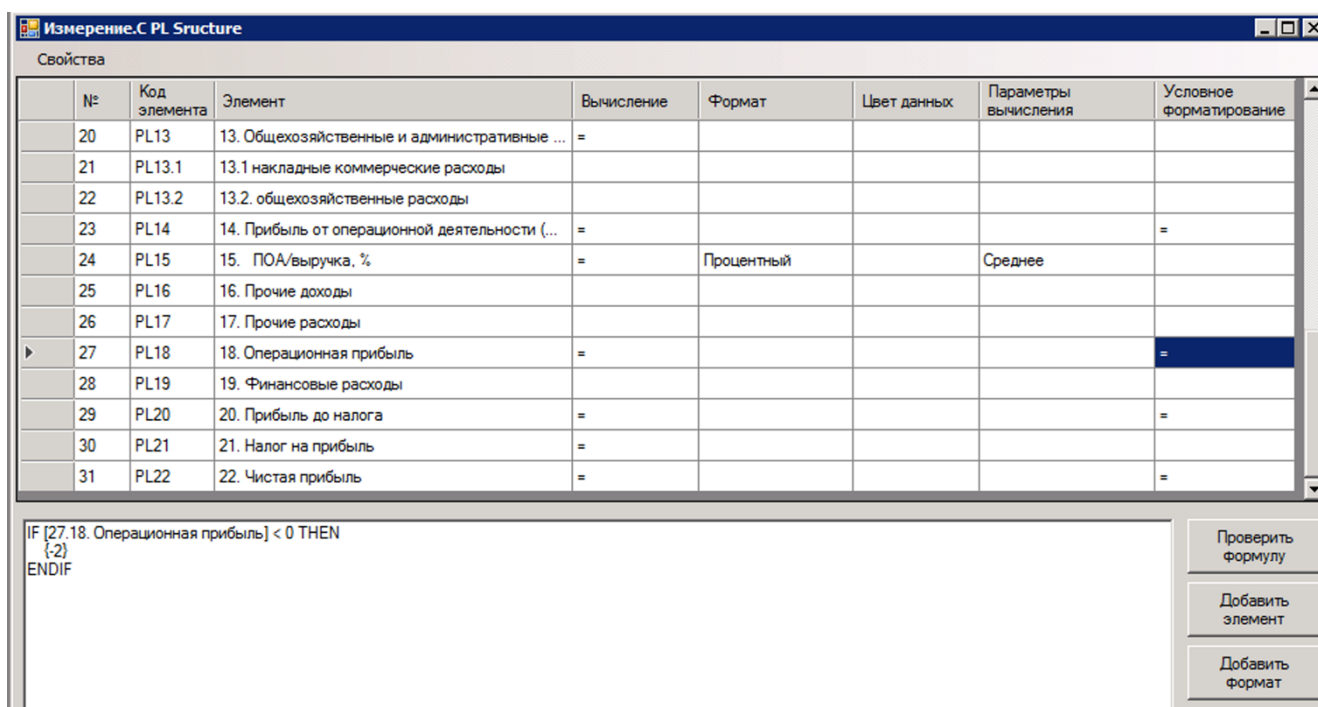 Измерение.C PL Sructure
Свойства
№ Код элемента Элемент Вычисление Формат Цвет данных Параметры вычисления Условное форматирование
20 PL13 13. Общехозяйственные и административные ... =
21 PL13.1 13.1 накладные коммерческие расходы
22 PL13.2 13.2. общехозяйственные расходы
23 PL14 14. Прибыль от операционной деятельности (... = =
24 PL15 15. ПОА/выручка, % = Процентный Среднее
25 PL16 16. Прочие доходы
26 PL17 17. Прочие расходы
27 PL18 18. Операционная прибыль = =
28 PL19 19. Финансовые расходы
29 PL20 20. Прибыль до налога = =
30 PL21 21. Налог на прибыль =
31 PL22 22. Чистая прибыль = =
IF [27.18. Операционная прибыль] < 0 THEN
{-2}
ENDIF
Проверить
формулу
Добавить
элемент
Добавить
формат